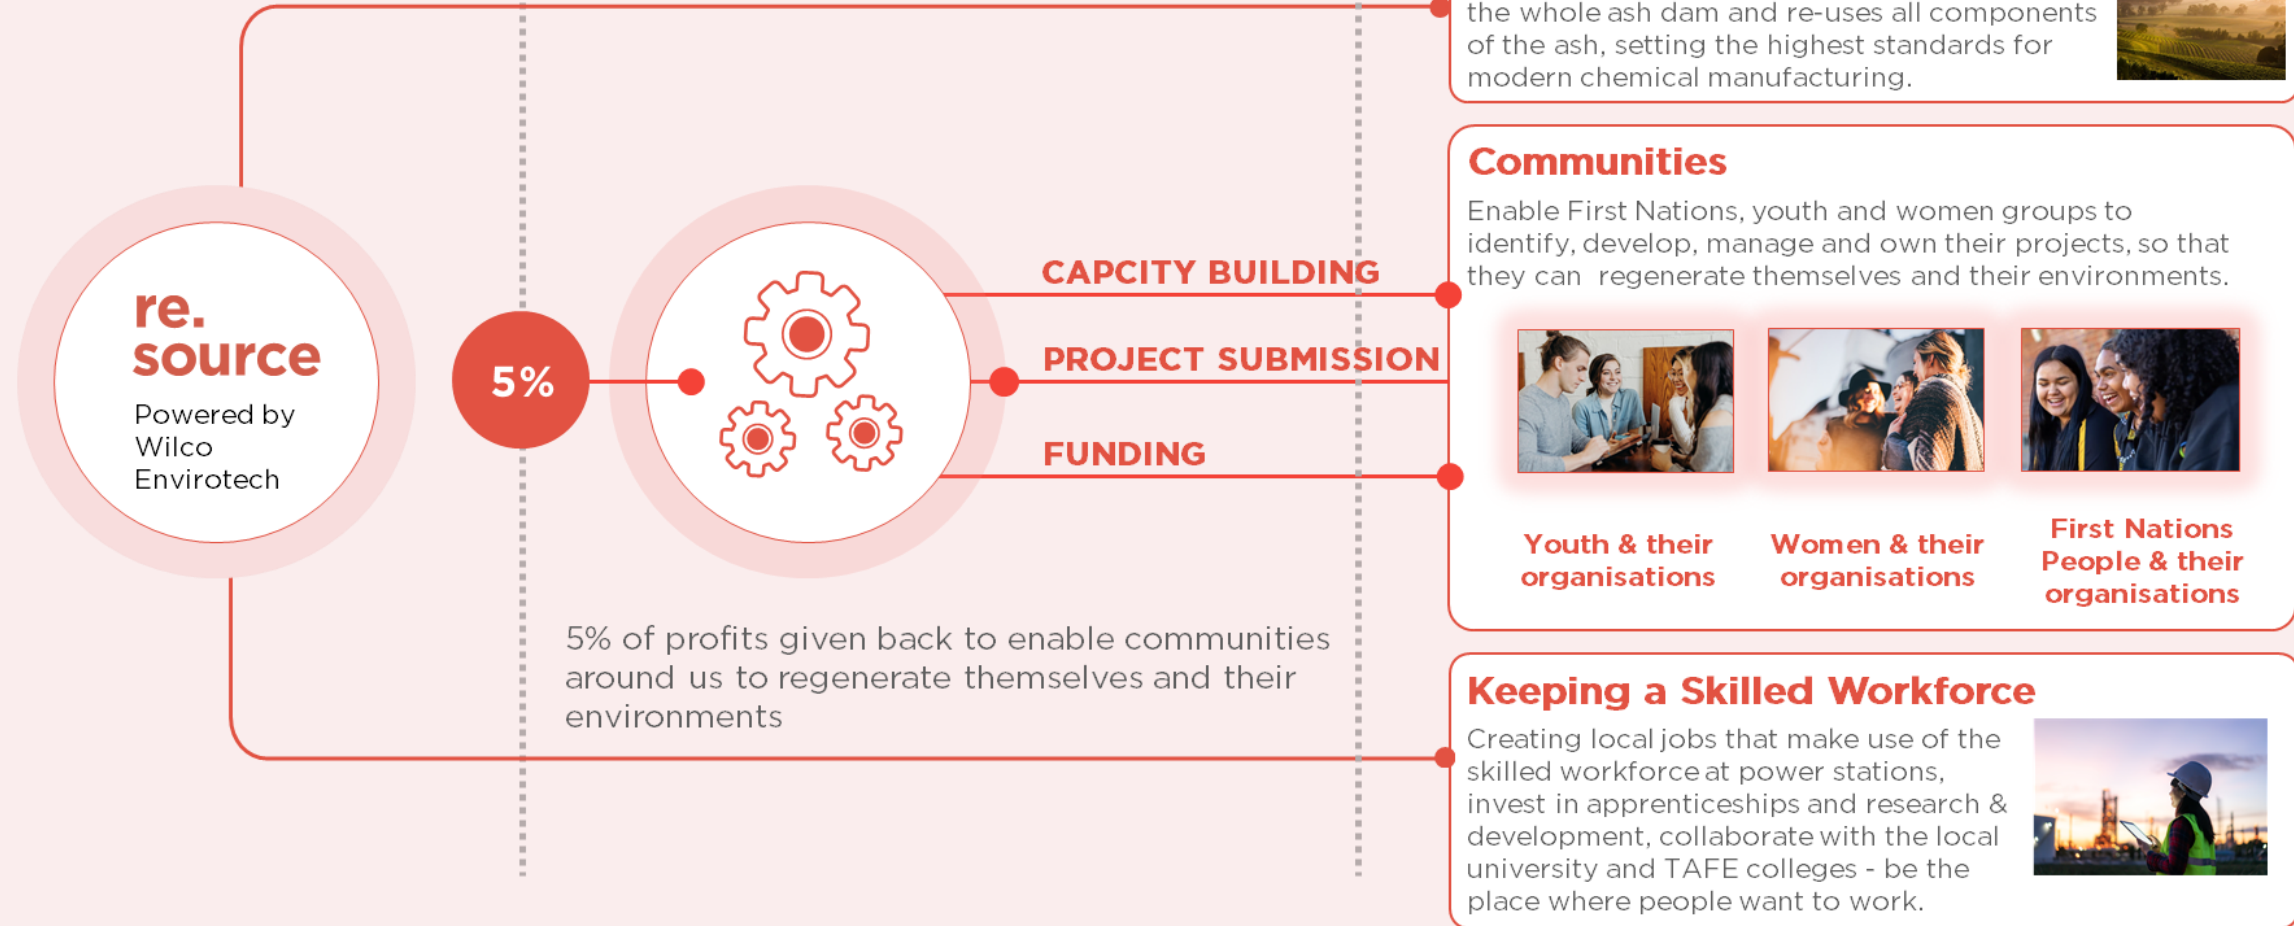 the whole ash dam and re-uses all components
of the ash, setting the highest standards for
modern chemical manufacturing.
re.
source
Powered by
Wilco
Envirotech
5%
CAPCITY BUILDING
PROJECT SUBMISSION
FUNDING
5% of profits given back to enable communities
around us to regenerate themselves and their
environments
Communities
Enable First Nations, youth and women groups to
identify, develop, manage and own their projects, so that
they can regenerate themselves and their environments.
Youth & their
organisations
Women & their
organisations
First Nations
People & their
organisations
Keeping a Skilled Workforce
Creating local jobs that make use of the
skilled workforce at power stations,
invest in apprenticeships and research &
development, collaborate with the local
university and TAFE colleges - be the
place where people want to work.